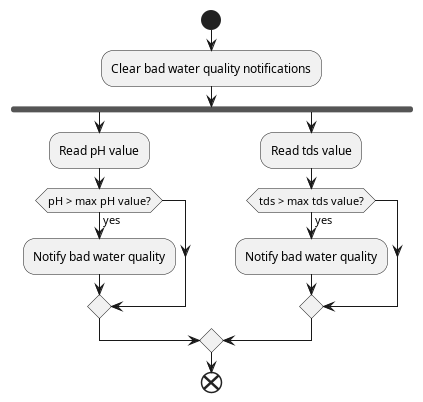 Clear bad water quality notifications
Read pH value
Read tds value
pH > max pH value?
tds > max tds value?
yes
yes
Notify bad water quality
Notify bad water quality